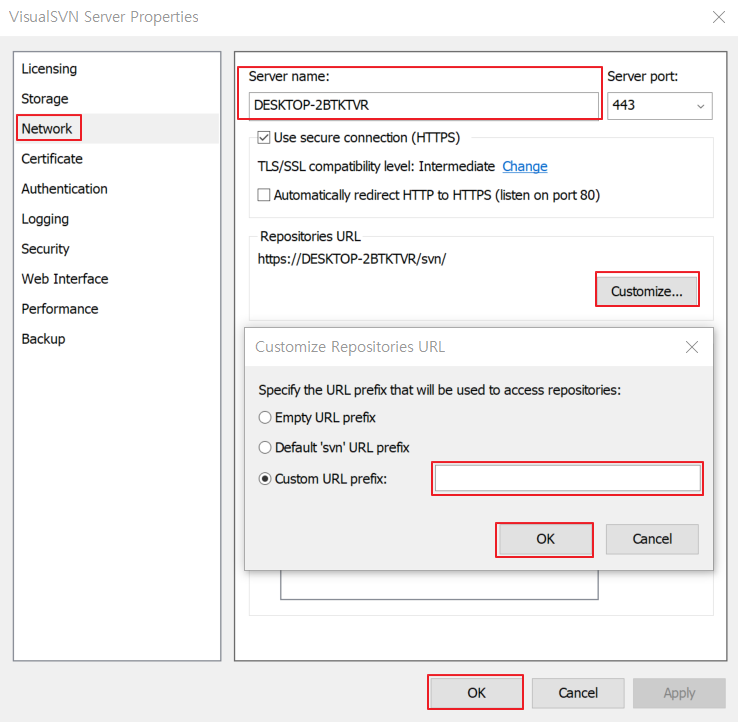 VisualSVN Server Properties
Licensing
Storage
Network
Certificate
Authentication
Logging
Security
Web Interface
Performance
Backup
Server name:
Server port:
DESKTOP-2BTKTVR
443
Use secure connection (HTTPS)
TLS/SSL compatibility level: Intermediate Change
Automatically redirect HTTP to HTTPS (listen on port 80)
Repositories URL
https://DESKTOP-2BTKTVR/svn/
Customize...
Customize Repositories URL
Specify the URL prefix that will be used to access repositories:
Empty URL prefix
Default 'svn' URL prefix
Custom URL prefix:
OK
Cancel
OK
Cancel
Apply